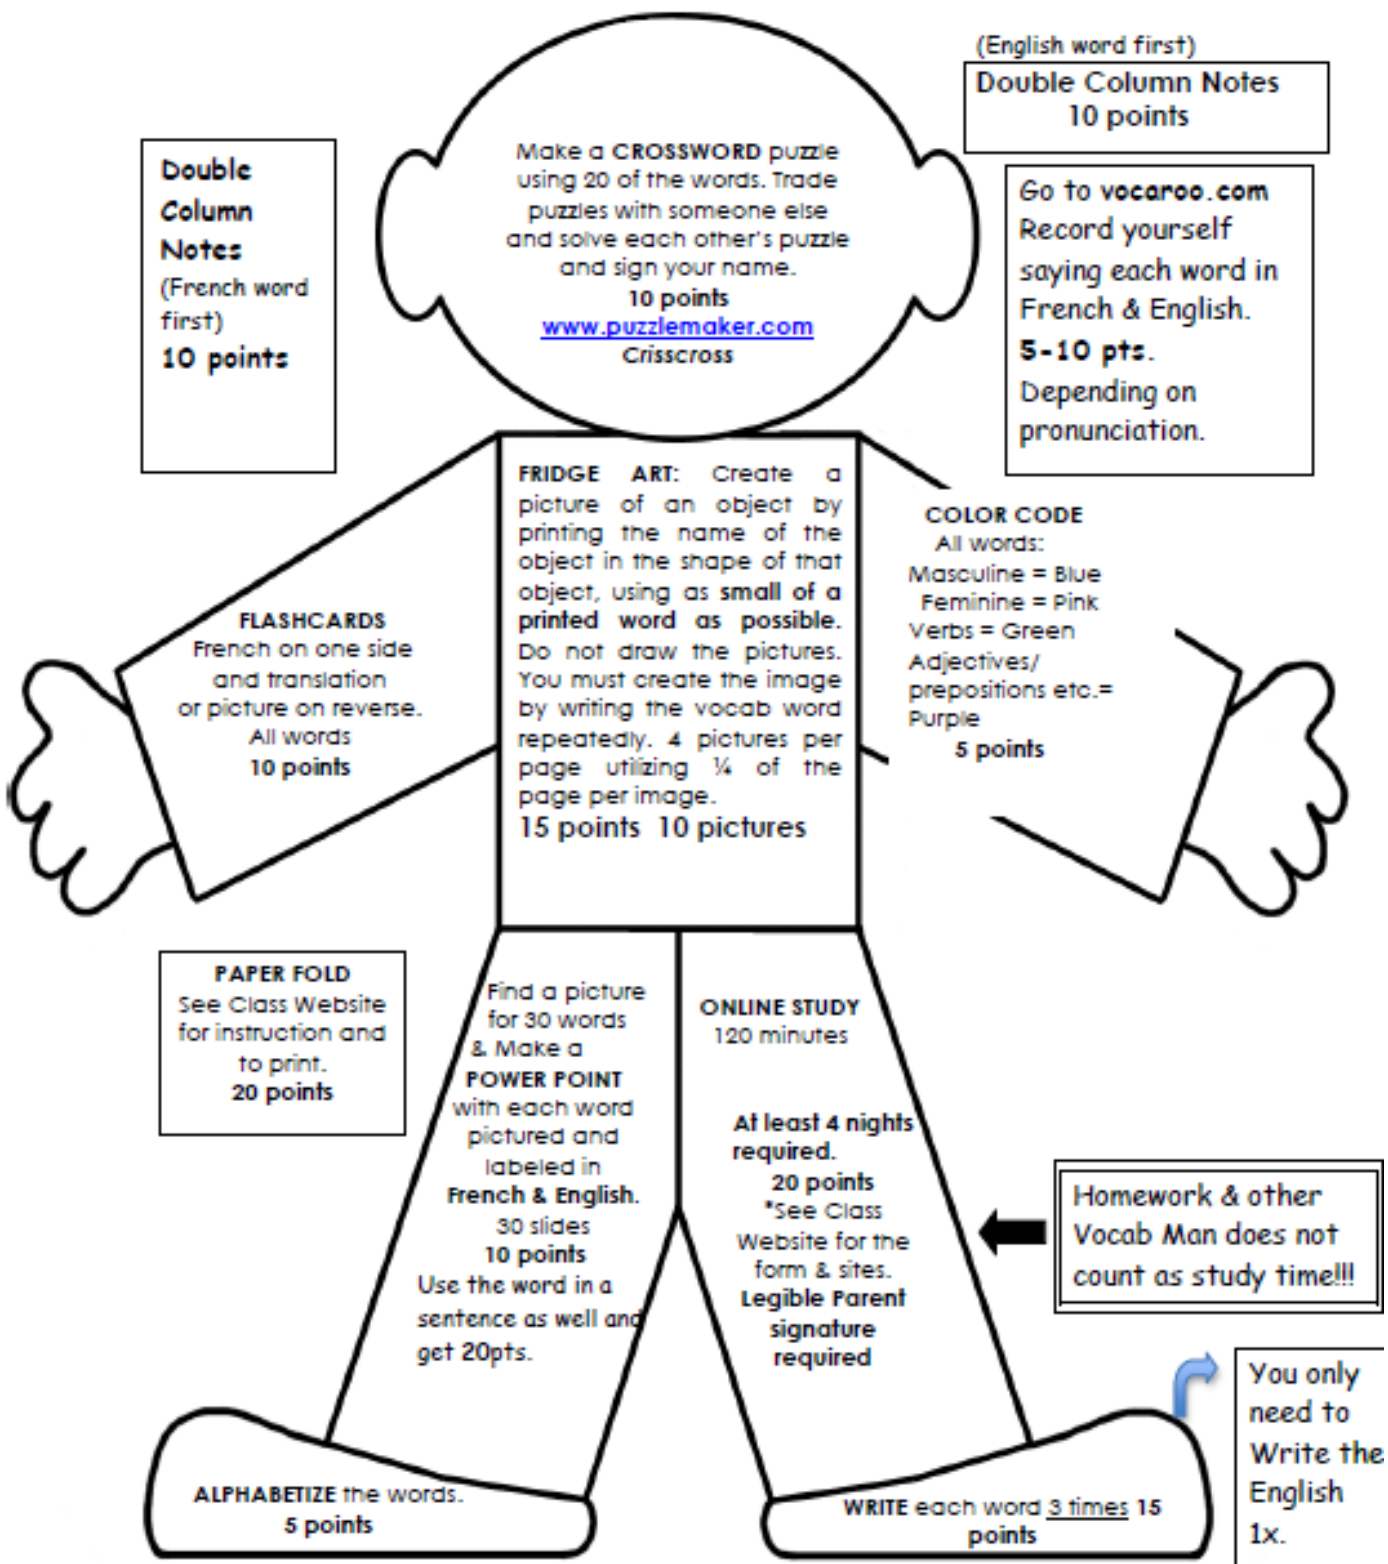 (English word first)
Double Column Notes
10 points
Double
Column
Notes
(French word
first)
10 points
Make a CROSSWORD puzzle
using 20 of the words. Trade
puzzles with someone else
and solve each other's puzzle
and sign your name.
10 points
www.puzzlemaker.com
Crisscross
Go to vocaroo.com
Record yourself
saying each word in
French & English.
5-10 pts.
Depending on
pronunciation.
FLASHCARDS
French on one side
and translation
or picture on reverse.
All words
10 points
FRIDGE ART: Create a
picture of an object by
printing the name of the
object in the shape of that
object, using as small of a
printed word as possible.
Do not draw the pictures.
You must create the image
by writing the vocab word
repeatedly. 4 pictures per
page utilizing ¼ of the
page per image.
15 points 10 pictures
COLOR CODE
All words:
Masculine = Blue
Feminine = Pink
Verbs = Green
Adjectives/
prepositions etc.=
Purple
5 points
PAPER FOLD
See Class Website
for instruction and
to print.
20 points
Find a picture
for 30 words
& Make a
POWER POINT
with each word
pictured and
labeled in
French & English.
30 slides
10 points
Use the word in a
sentence as well and
get 20pts.
ONLINE STUDY
120 minutes
At least 4 nights
required.
20 points
*See Class
Website for the
form & sites.
Legible Parent
signature
required
Homework & other
Vocab Man does not
count as study time!!!
ALPHABETIZE the words.
5 points
WRITE each word 3 times 15
points
You only
need to
Write the
English
1x.